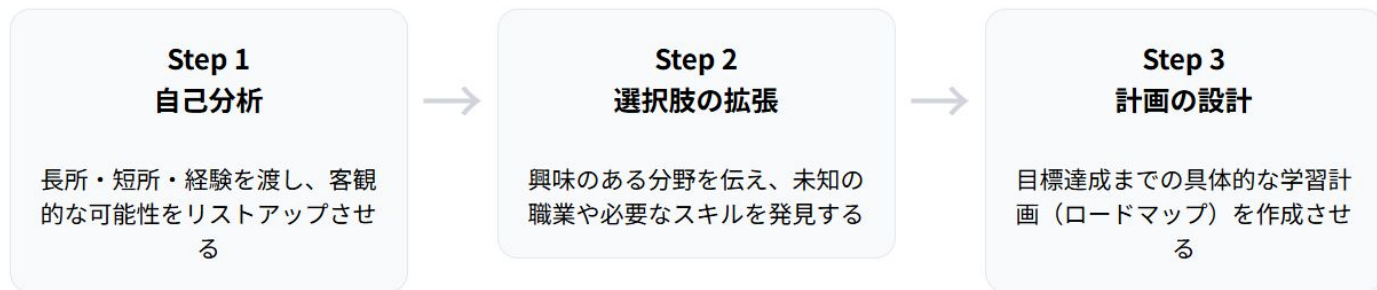 Step 1
自己分析
長所・短所・経験を渡し、客観
的な可能性をリストアップさせ
る
Step 2
選択肢の拡張
興味のある分野を伝え、未知の
職業や必要なスキルを発見する
Step 3
計画の設計
目標達成までの具体的な学習計
画（ロードマップ）を作成させ
る